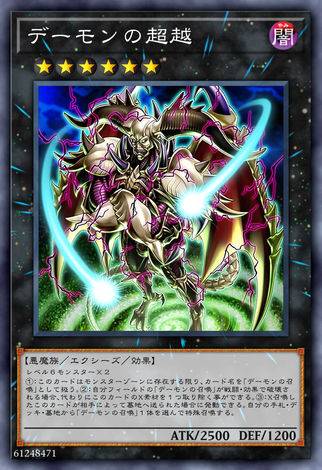 デーモンの超越
やみ
闇
【悪魔族/エクシーズ/効果】
レベル6モンスター×2
①:このカードはモンスターゾーンに存在する限り、カード名を「デーモンの召
喚」として扱う。②:自分フィールドの「デーモンの召喚」が戦闘・効果で破壊さ
れる場合、代わりにこのカードのX素材を1つ取り除く事ができる。③:X召喚し
たこのカードが相手によって墓地へ送られた場合に発動できる。自分の手札・デ
ッキ・墓地から「デーモンの召喚」1体を選んで特殊召喚する。
ATK/2500 DEF/1200
61248471